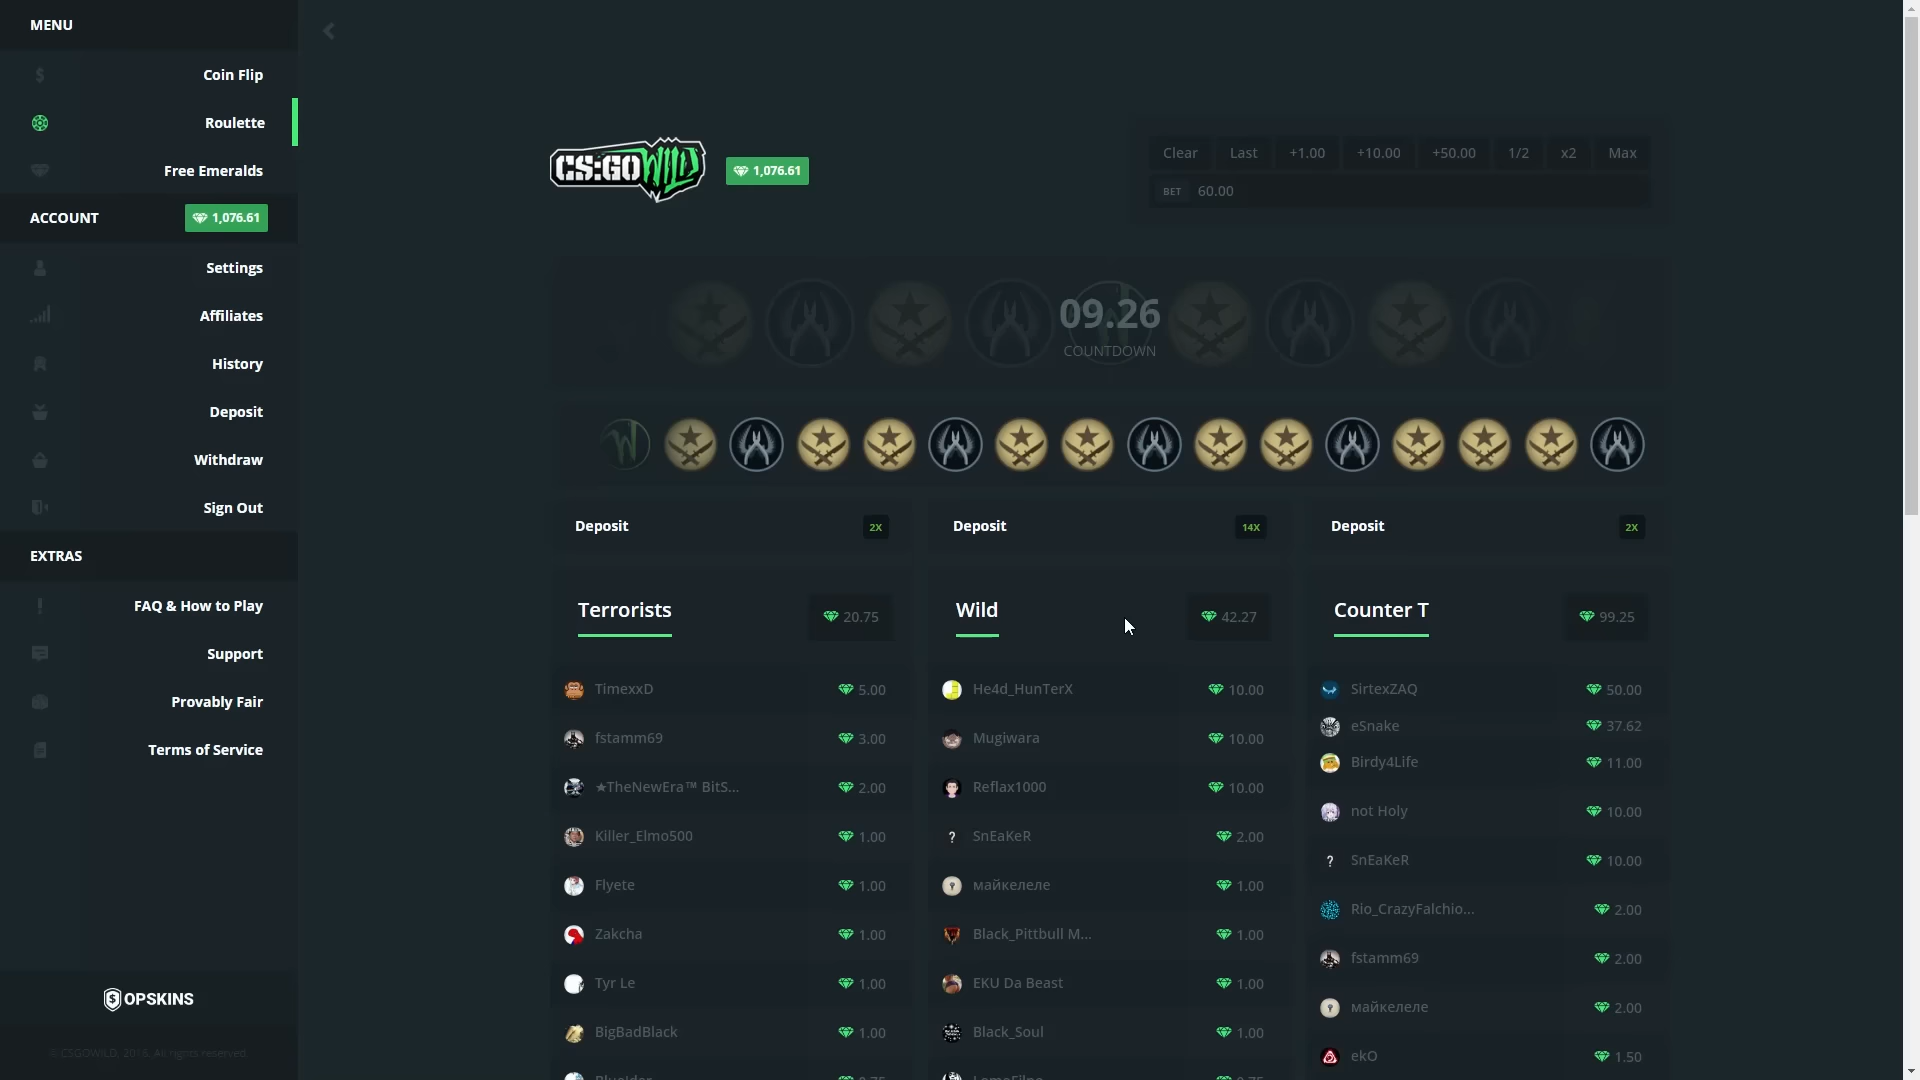 MENU
Coin Flip
Roulette
Free Emeralds
ACCOUNT 1,076.61
Settings
Affiliates
History
Deposit
Withdraw
Sign Out
EXTRAS
FAQ & How to Play
Support
Provably Fair
Terms of Service
OPSKINS
© CSGOWILD, 2016. All rights reserved.
CS:GO WILD 1,076.61
Clear Last +1.00 +10.00 +50.00 1/2 x2 Max
BET 60.00
09.26
COUNTDOWN
Deposit 2X
Deposit 14X
Deposit 2X
Terrorists 20.75
TimexxD 5.00
fstamm69 3.00
★TheNewEra™ BitS... 2.00
Killer_Elmo500 1.00
Flyete 1.00
Zakcha 1.00
Tyr Le 1.00
BigBadBlack 1.00
Wild 42.27
He4d_HunTerX 10.00
Mugiwara 10.00
Reflax1000 10.00
SnEaKeR 2.00
майкелеле 1.00
Black_Pittbull M... 1.00
EKU Da Beast 1.00
Black_Soul 1.00
Counter T 99.25
SirtexZAQ 50.00
eSnake 37.62
Birdy4Life 11.00
not Holy 10.00
SnEaKeR 10.00
Rio_CrazyFalchio... 2.00
fstamm69 2.00
майкелеле 2.00
ekO 1.50